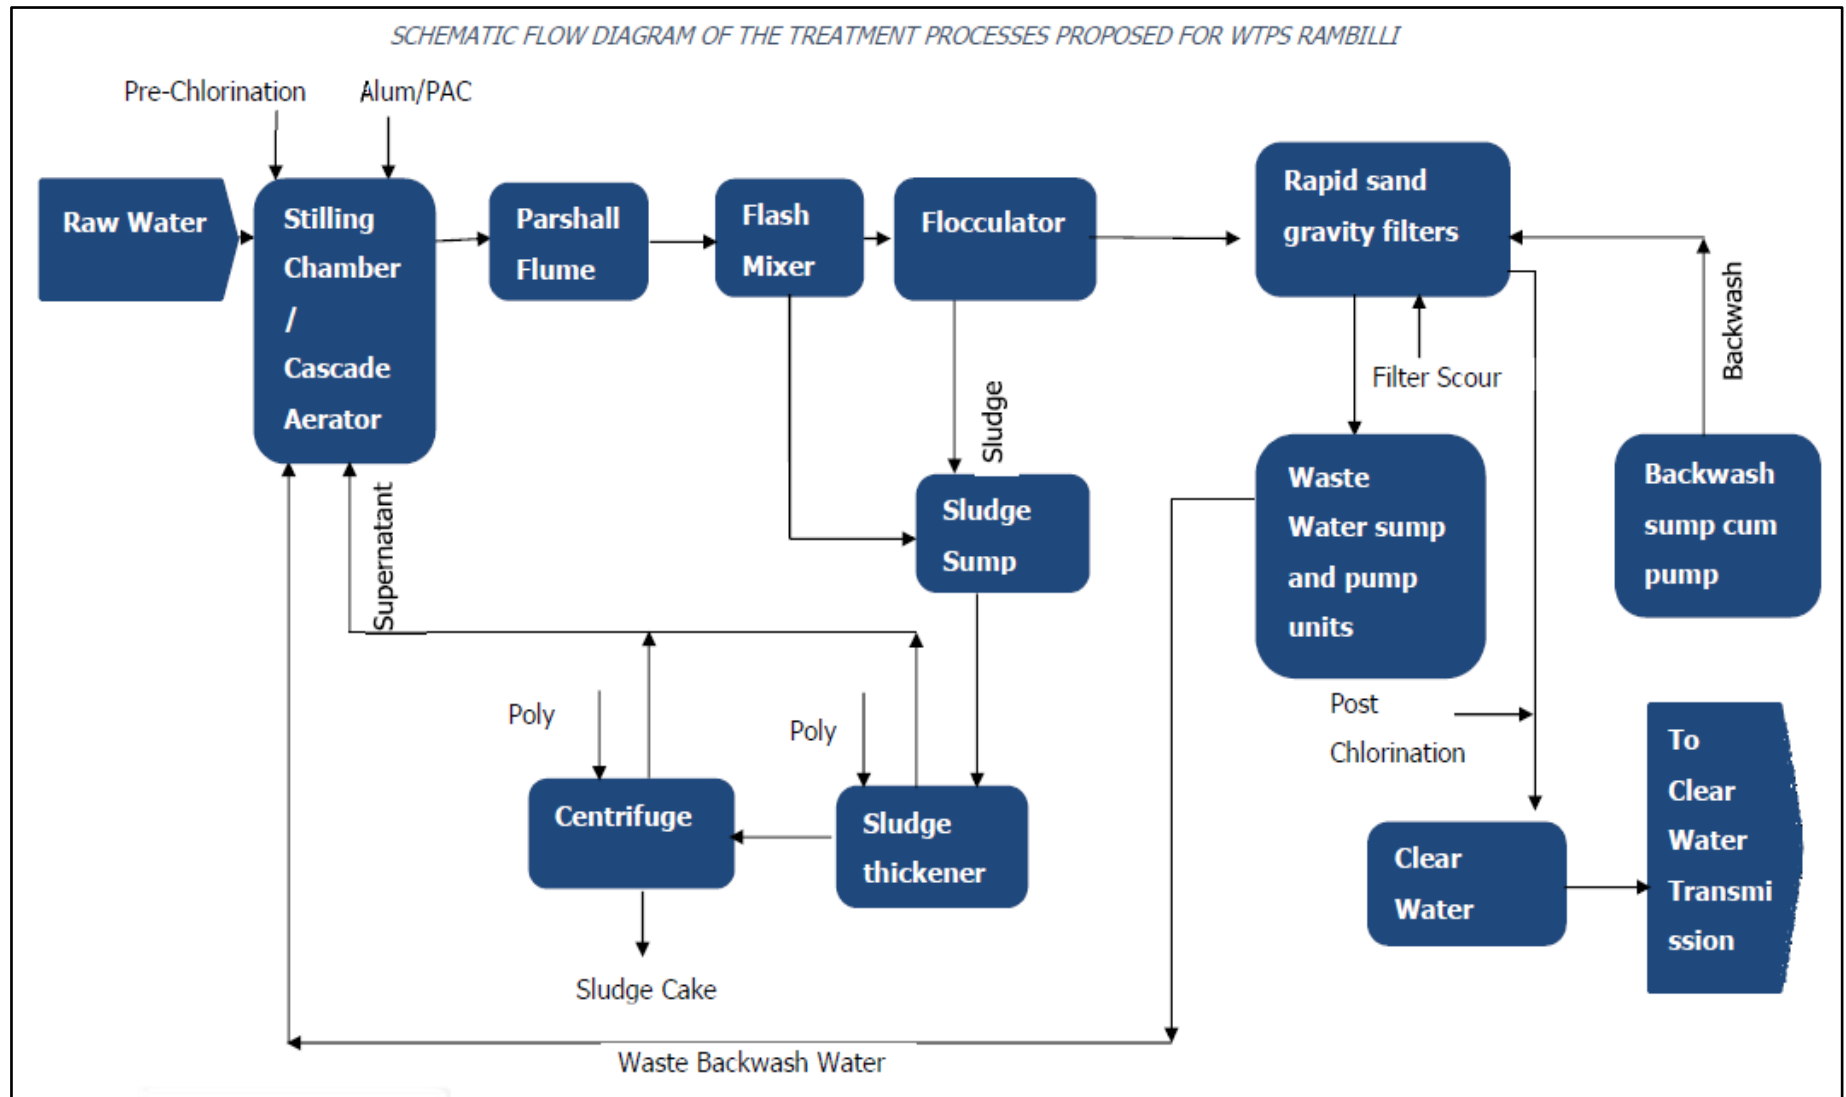 SCHEMATIC FLOW DIAGRAM OF THE TREATMENT PROCESSES PROPOSED FOR WTPS RAMBILLI
Pre-Chlorination
Alum/PAC
Raw Water
Stilling
Chamber
/
Cascade
Aerator
Parshall
Flume
Flash
Mixer
Flocculator
Rapid sand
gravity filters
Filter Scour
Backwash
Sludge
Sludge
Sump
Waste
Water sump
and pump
units
Backwash
sump cum
pump
Supernatant
Poly
Poly
Centrifuge
Sludge
thickener
Sludge Cake
Post
Chlorination
Clear
Water
To
Clear
Water
Transmi
ssion
Waste Backwash Water